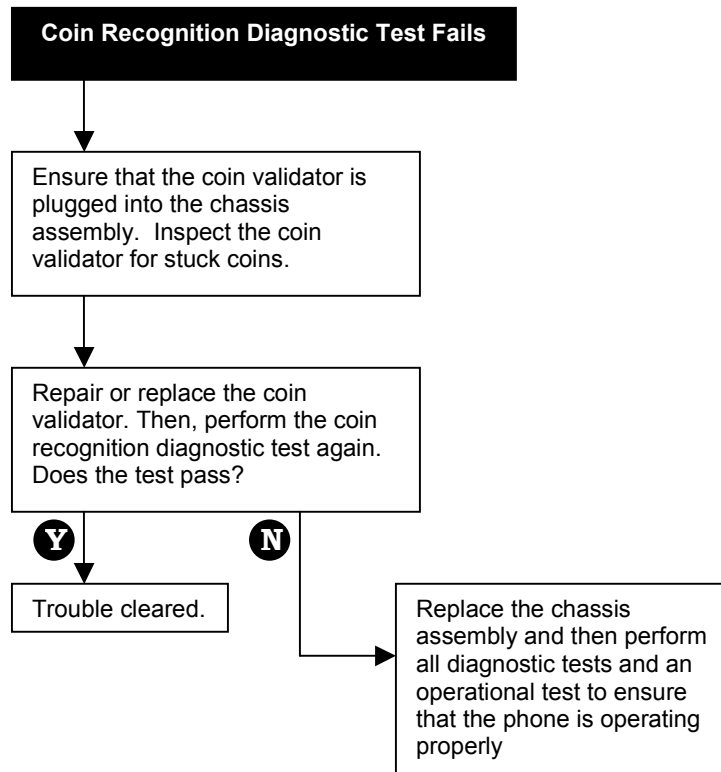 Coin Recognition Diagnostic Test Fails
Ensure that the coin validator is
plugged into the chassis
assembly.  Inspect the coin
validator for stuck coins.
Repair or replace the coin
validator. Then, perform the coin
recognition diagnostic test again.
Does the test pass?
Y
N
Trouble cleared.
Replace the chassis
assembly and then perform
all diagnostic tests and an
operational test to ensure
that the phone is operating
properly